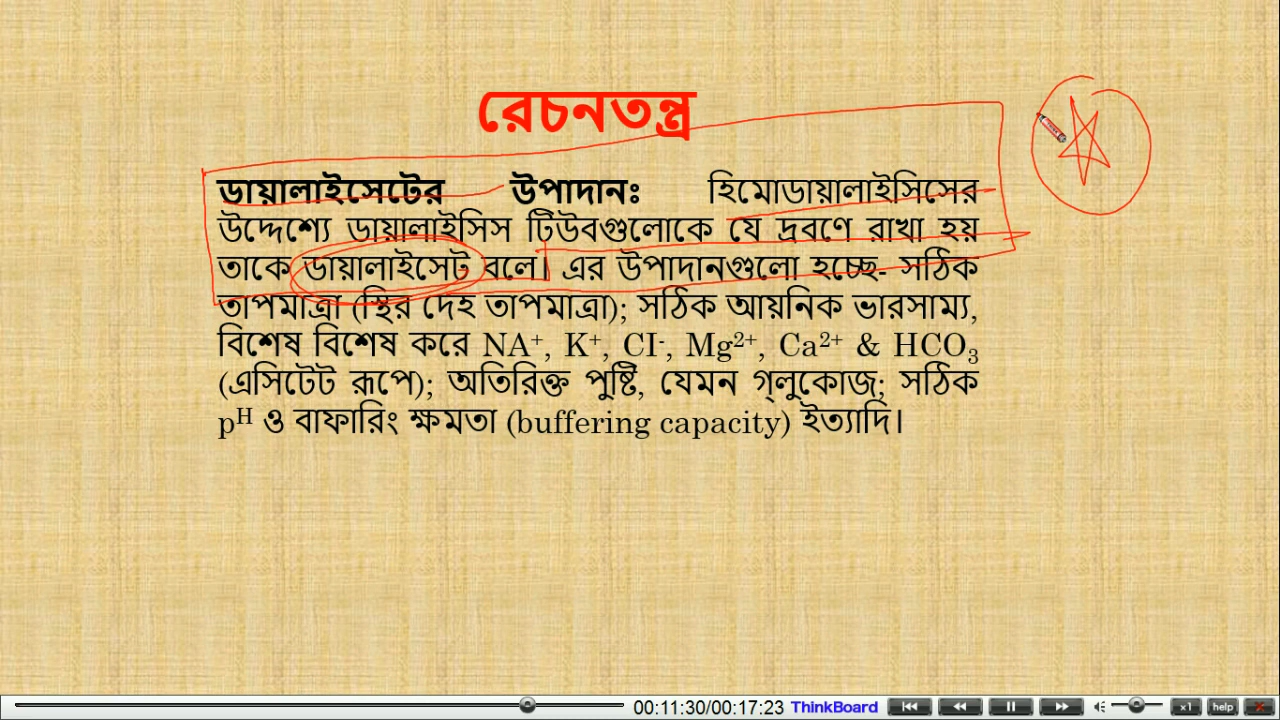 রেচনতন্ত্র
ডায়ালাইসেটের উপাদানঃ হিমোডায়ালাইসিসের
উদ্দেশ্যে ডায়ালাইসিস টিউবগুলোকে যে দ্রবণে রাখা হয়
তাকে ডায়ালাইসেট বলে। এর উপাদানগুলো হচ্ছে- সঠিক
তাপমাত্রা (স্থির দেহ তাপমাত্রা); সঠিক আয়নিক ভারসাম্য,
বিশেষ বিশেষ করে NA⁺, K⁺, CI⁻, Mg²⁺, Ca²⁺ & HCO₃
(এসিটেট রূপে); অতিরিক্ত পুষ্টি, যেমন গ্লুকোজ; সঠিক
pᴴ ও বাফারিং ক্ষমতা (buffering capacity) ইত্যাদি।
00:11:30/00:17:23 ThinkBoard x1 help